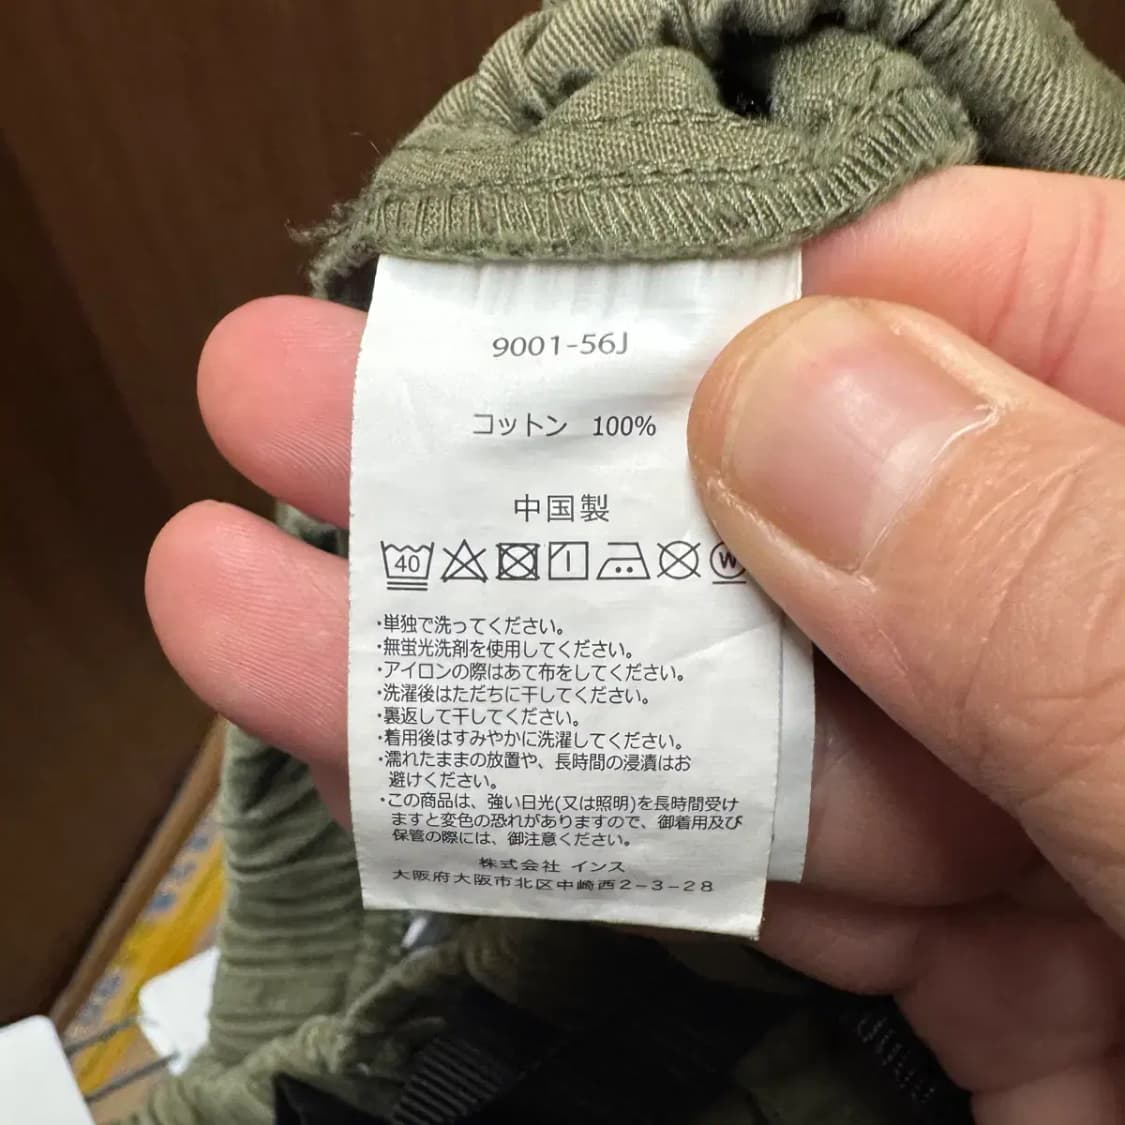 9001-56J
コットン 100%
中国製
40 W
・単独で洗ってください。
・無蛍光洗剤を使用してください。
・アイロンの際はあて布をしてください。
・洗濯後はただちに干してください。
・裏返して干してください。
・着用後はすみやかに洗濯してください。
・濡れたままの放置や、長時間の浸漬はお
避けください。
・この商品は、強い日光(又は照明)を長時間受け
ますと変色の恐れがありますので、御着用及び
保管の際には、御注意ください。
株式会社 インス
大阪府大阪市北区中崎西2-3-28